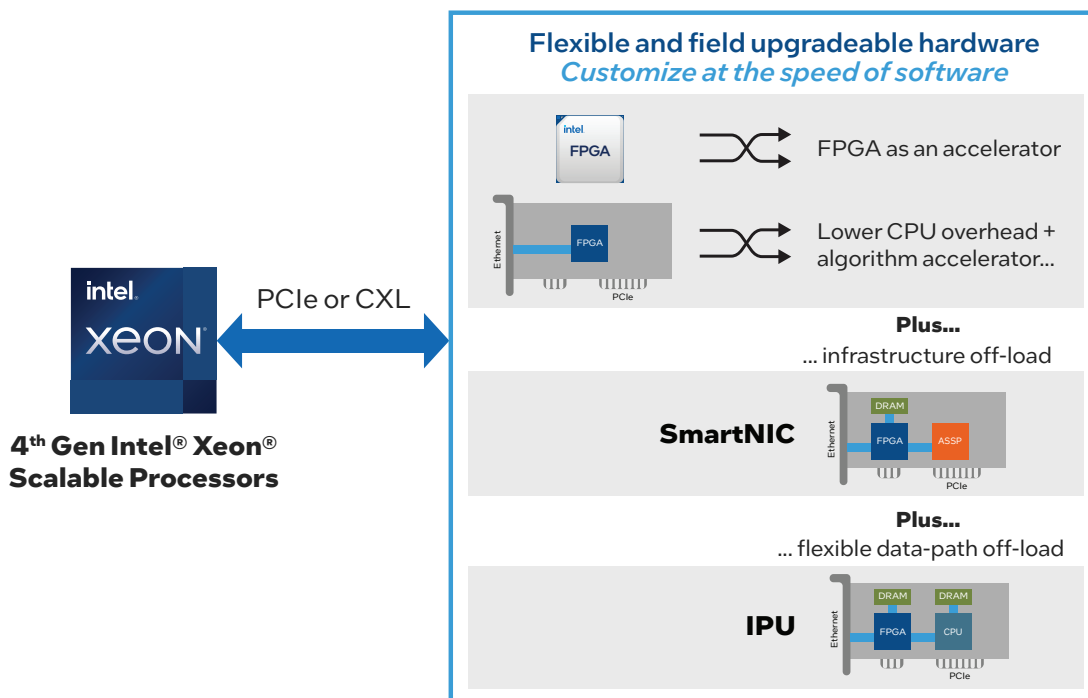 Flexible and field upgradeable hardware
Customize at the speed of software
intel
FPGA
FPGA as an accelerator
Ethernet
FPGA
PCIe
Lower CPU overhead +
algorithm accelerator...
intel.
xeon®
PCIe or CXL
4th Gen Intel® Xeon®
Scalable Processors
Plus...
... infrastructure off-load
SmartNIC
Ethernet
DRAM
FPGA
ASSP
PCIe
Plus...
... flexible data-path off-load
IPU
Ethernet
DRAM
DRAM
FPGA
CPU
PCIe